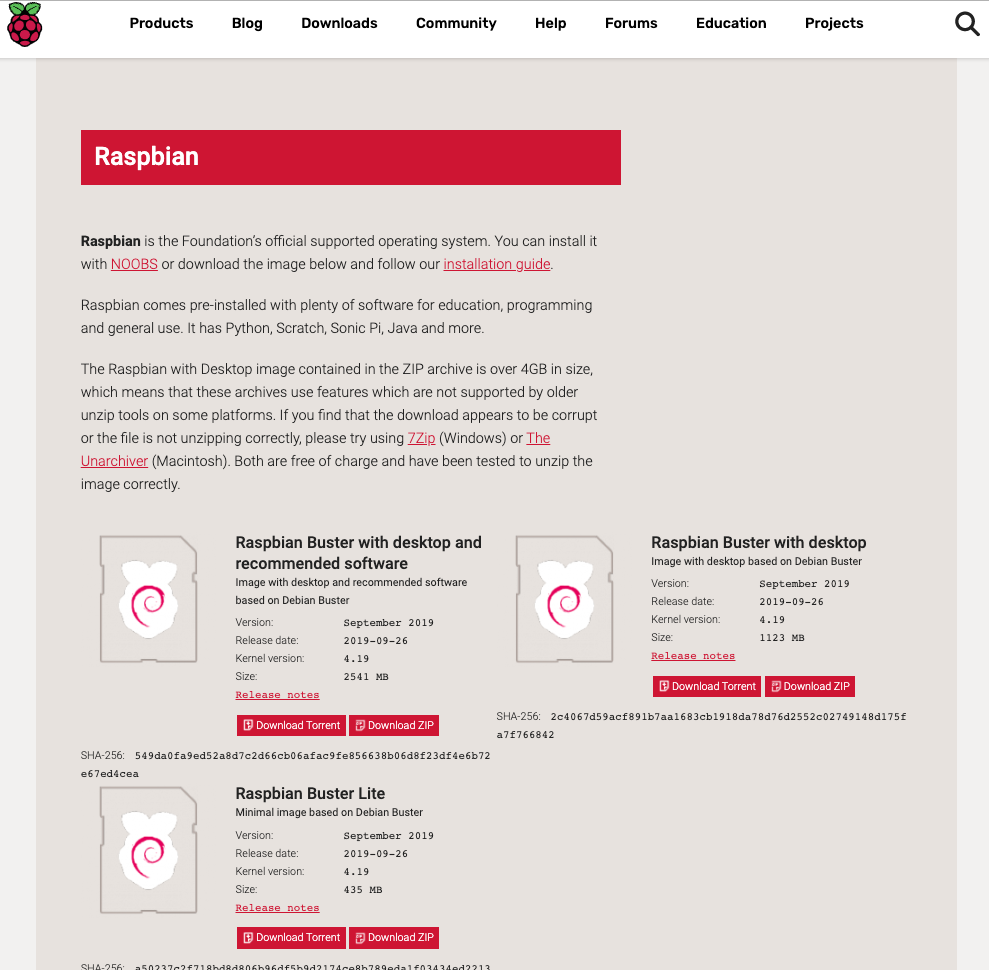 Products Blog Downloads Community Help Forums Education Projects
Raspbian
Raspbian is the Foundation's official supported operating system. You can install it
with NOOBS or download the image below and follow our installation guide.
Raspbian comes pre-installed with plenty of software for education, programming
and general use. It has Python, Scratch, Sonic Pi, Java and more.
The Raspbian with Desktop image contained in the ZIP archive is over 4GB in size,
which means that these archives use features which are not supported by older
unzip tools on some platforms. If you find that the download appears to be corrupt
or the file is not unzipping correctly, please try using 7Zip (Windows) or The
Unarchiver (Macintosh). Both are free of charge and have been tested to unzip the
image correctly.
Raspbian Buster with desktop and
recommended software
Image with desktop and recommended software
based on Debian Buster
Version: September 2019
Release date: 2019-09-26
Kernel version: 4.19
Size: 2541 MB
Release notes
Download Torrent Download ZIP
SHA-256: 549da0fa9ed52a8d7c2d66cb06afac9fe856638b06d8f23df4e6b72
e67ed4cea
Raspbian Buster with desktop
Image with desktop based on Debian Buster
Version: September 2019
Release date: 2019-09-26
Kernel version: 4.19
Size: 1123 MB
Release notes
Download Torrent Download ZIP
SHA-256: 2c4067d59acf891b7aa1683cb1918da78d76d2552c02749148d175f
a7f766842
Raspbian Buster Lite
Minimal image based on Debian Buster
Version: September 2019
Release date: 2019-09-26
Kernel version: 4.19
Size: 435 MB
Release notes
Download Torrent Download ZIP
SHA-256: a50237c2f718bd8d806b96df5b9d2174ce8b789eda1f03434ed2213